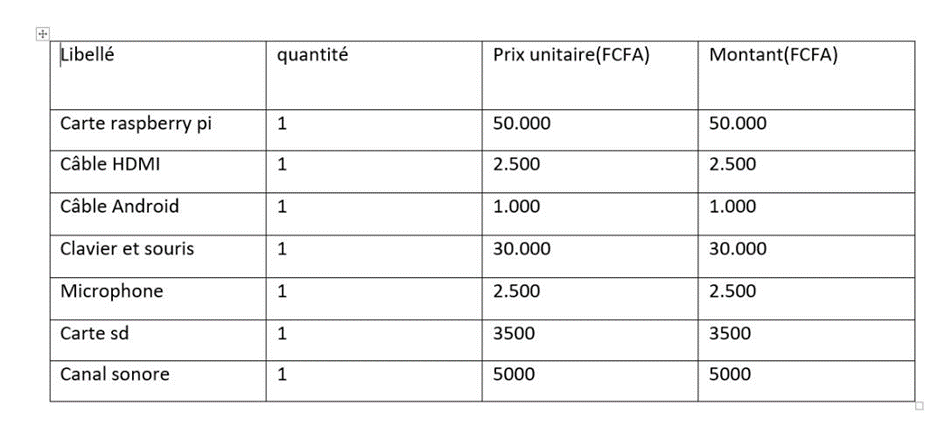 Libellé quantité Prix unitaire(FCFA) Montant(FCFA)
Carte raspberry pi 1 50.000 50.000
Câble HDMI 1 2.500 2.500
Câble Android 1 1.000 1.000
Clavier et souris 1 30.000 30.000
Microphone 1 2.500 2.500
Carte sd 1 3500 3500
Canal sonore 1 5000 5000